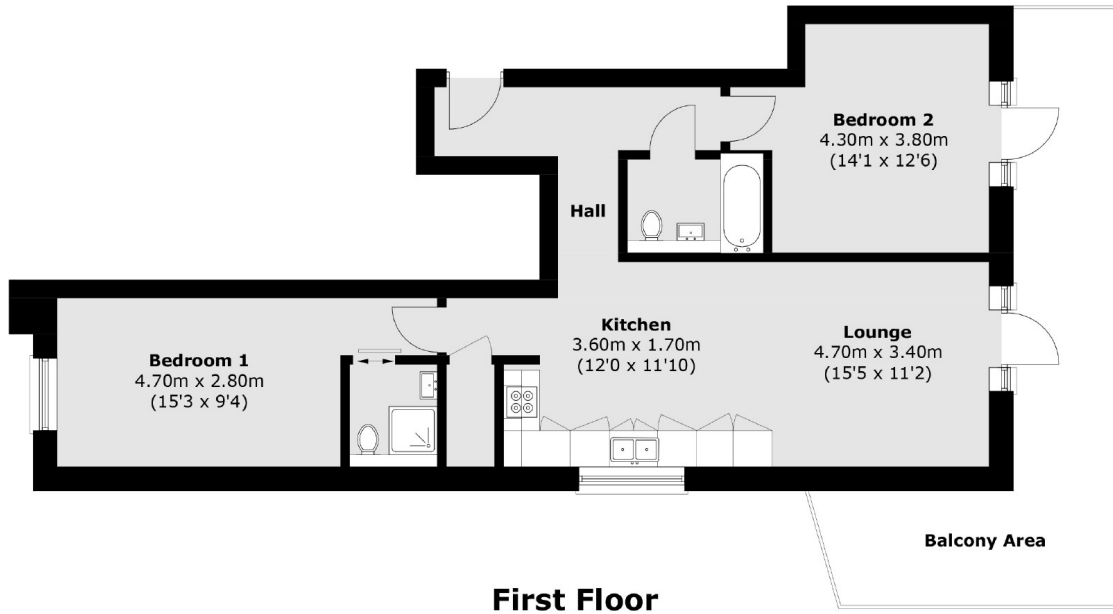 Bedroom 2
4.30m x 3.80m
(14'1 x 12'6)
Hall
Bedroom 1
4.70m x 2.80m
(15'3 x 9'4)
Kitchen
3.60m x 1.70m
(12'0 x 11'10)
Lounge
4.70m x 3.40m
(15'5 x 11'2)
Balcony Area
First Floor